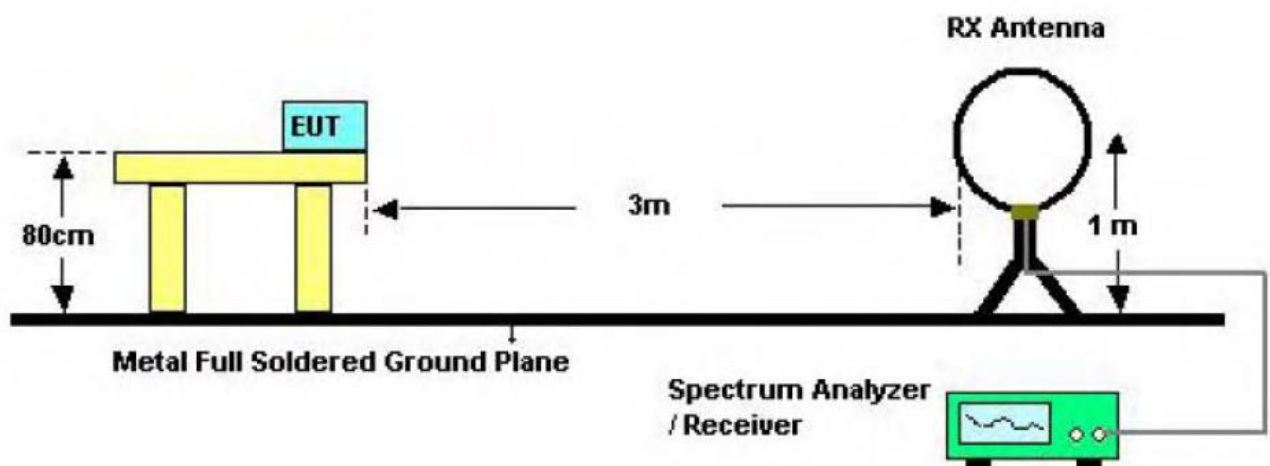 RX Antenna
EUT
80cm
3m
1 m
Metal Full Soldered Ground Plane
Spectrum Analyzer
/ Receiver